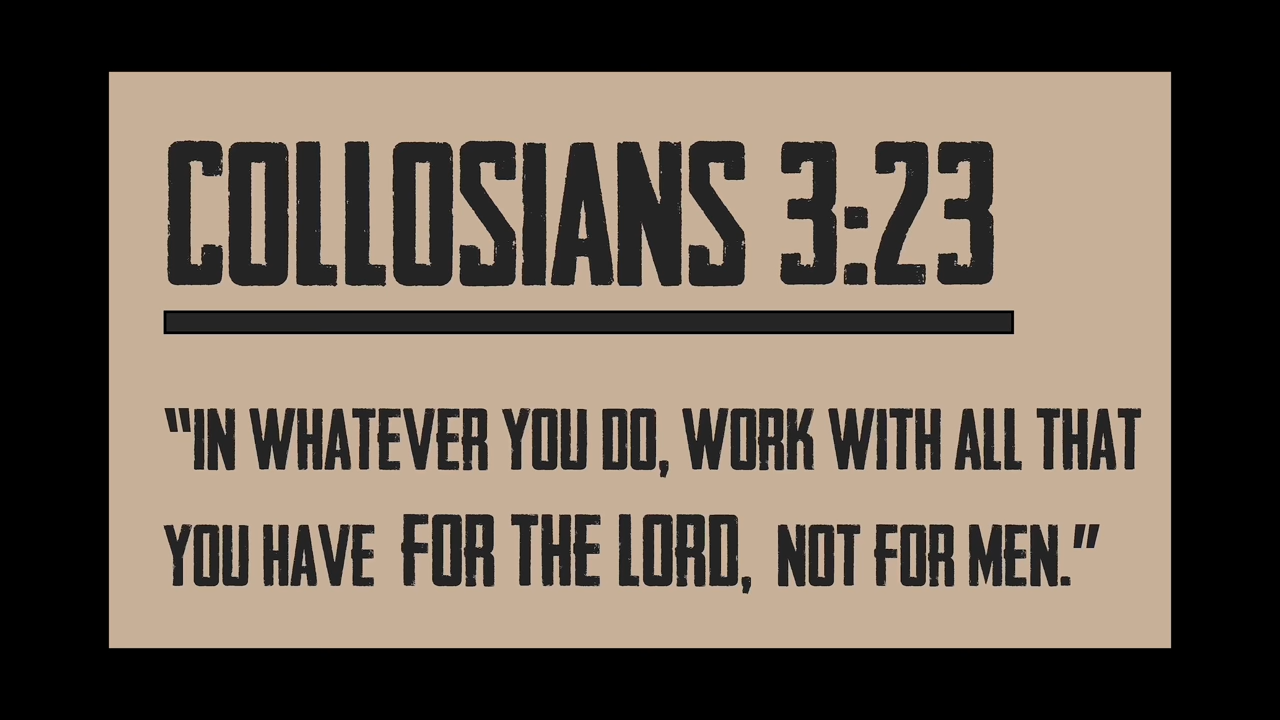 COLLOSIANS 3:23
“IN WHATEVER YOU DO, WORK WITH ALL THAT
YOU HAVE FOR THE LORD, NOT FOR MEN.”